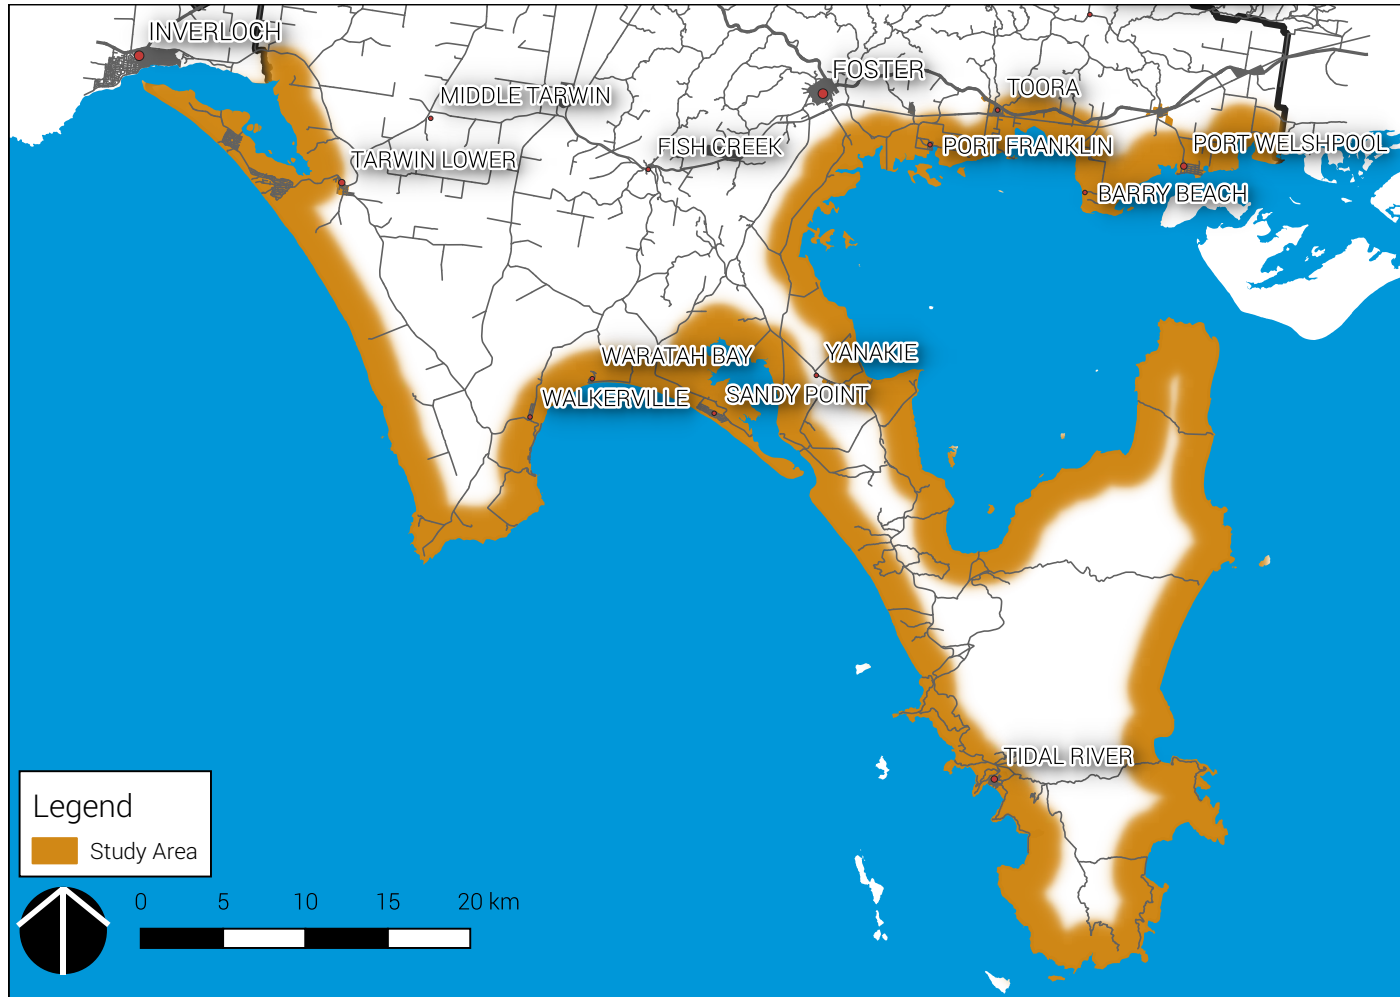 INVERLOCH
FOSTER
TOORA
MIDDLE TARWIN
FISH CREEK
PORT FRANKLIN
PORT WELSHPOOL
TARWIN LOWER
BARRY BEACH
WARATAH BAY
YANAKIE
WALKERVILLE
SANDY POINT
TIDAL RIVER
Legend
Study Area
0 5 10 15 20 km